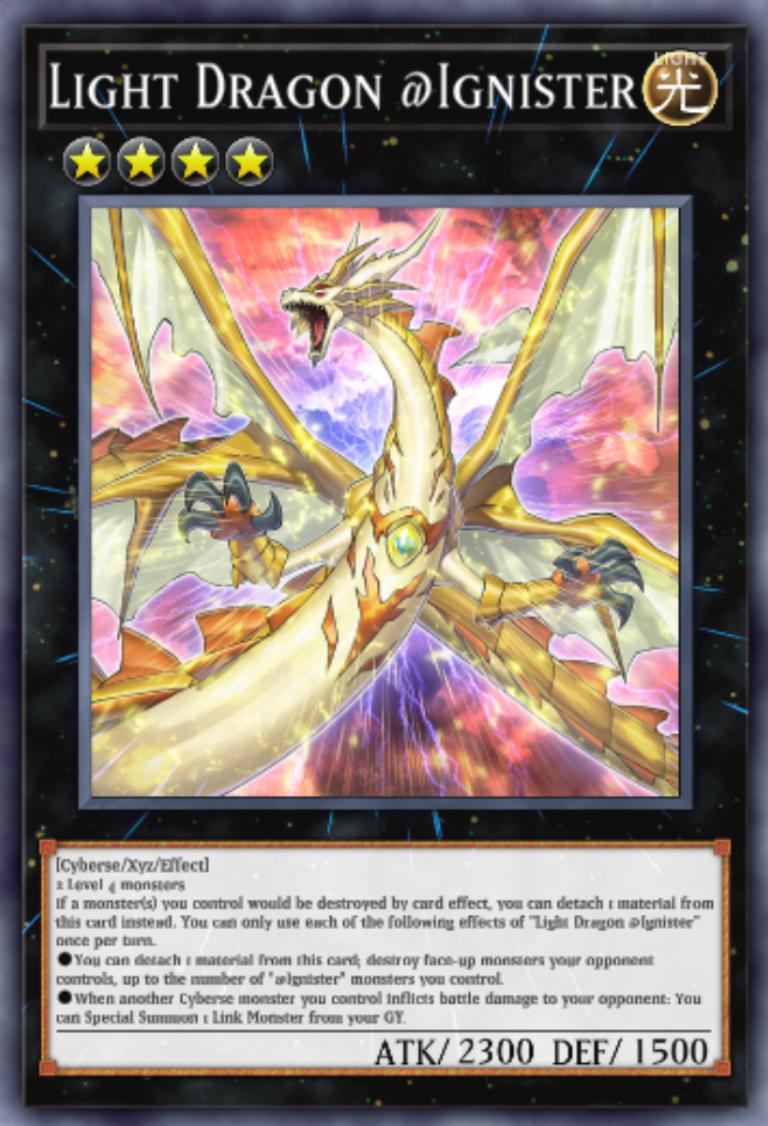 LIGHT DRAGON @IGNISTER
LIGHT
光
[Cyberse/Xyz/Effect]
2 Level 4 monsters
If a monster(s) you control would be destroyed by card effect, you can detach 1 material from
this card instead. You can only use each of the following effects of "Light Dragon @Ignister"
once per turn.
●You can detach 1 material from this card; destroy face-up monsters your opponent
controls, up to the number of "@Ignister" monsters you control.
●When another Cyberse monster you control inflicts battle damage to your opponent: You
can Special Summon 1 Link Monster from your GY.
ATK/2300 DEF/1500